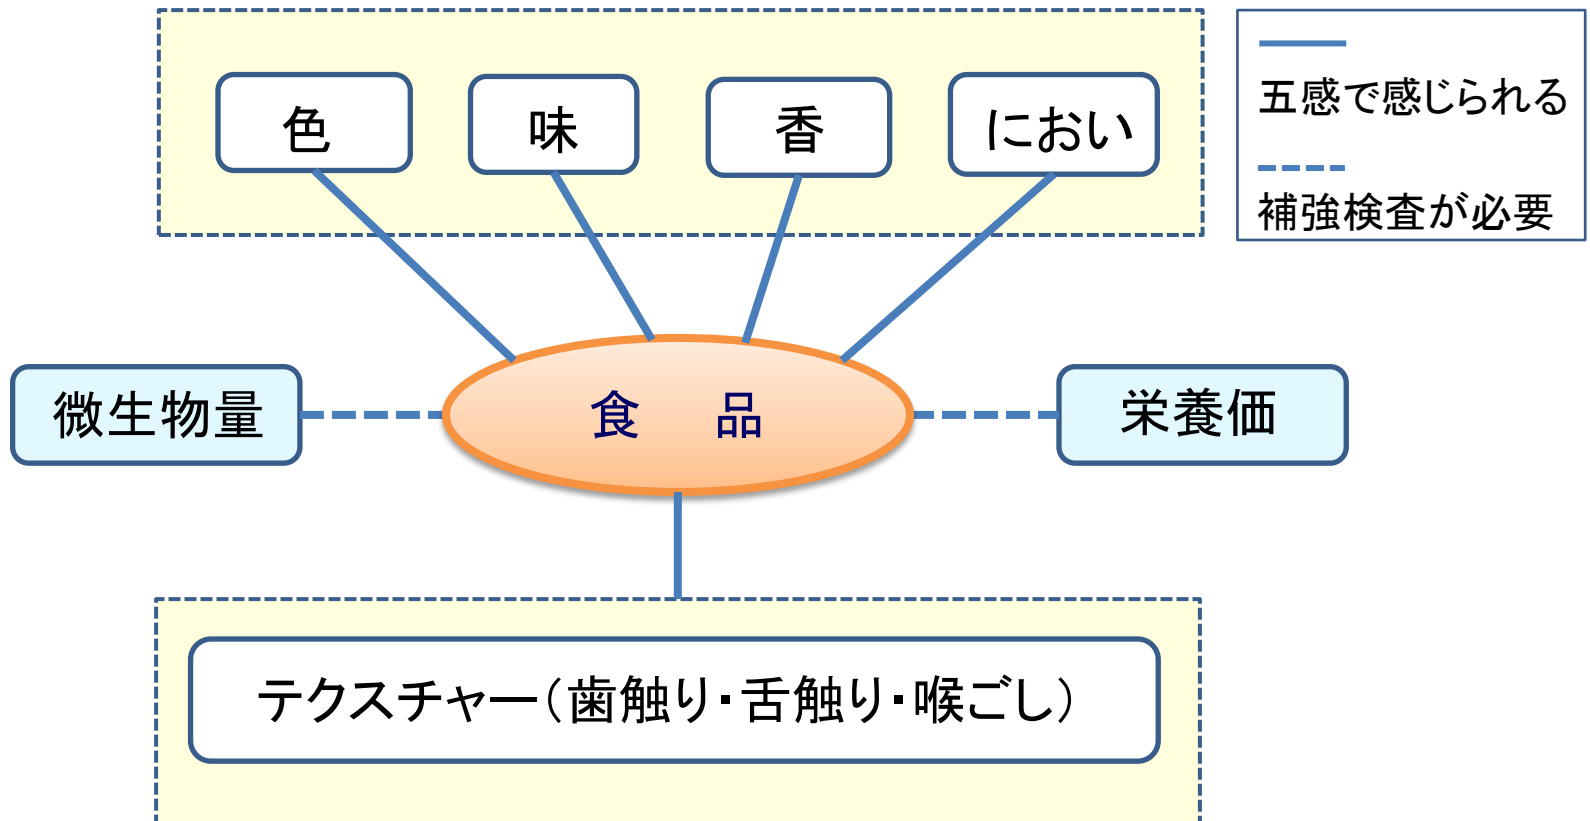 色
味
香
におい
五感で感じられる
補強検査が必要
微生物量
食　品
栄養価
テクスチャー(歯触り・舌触り・喉ごし)